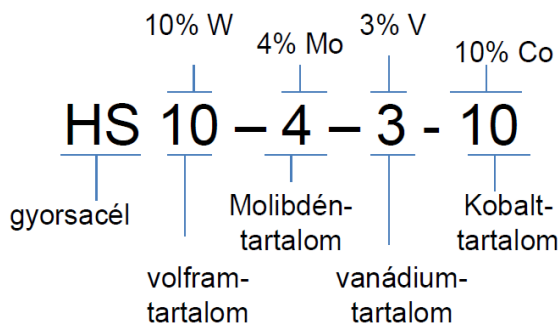 10% W
4% Mo
3% V
10% Co
HS 10 – 4 – 3 - 10
gyorsacél
volfram-
tartalom
Molibdén-
tartalom
vanádium-
tartalom
Kobalt-
tartalom